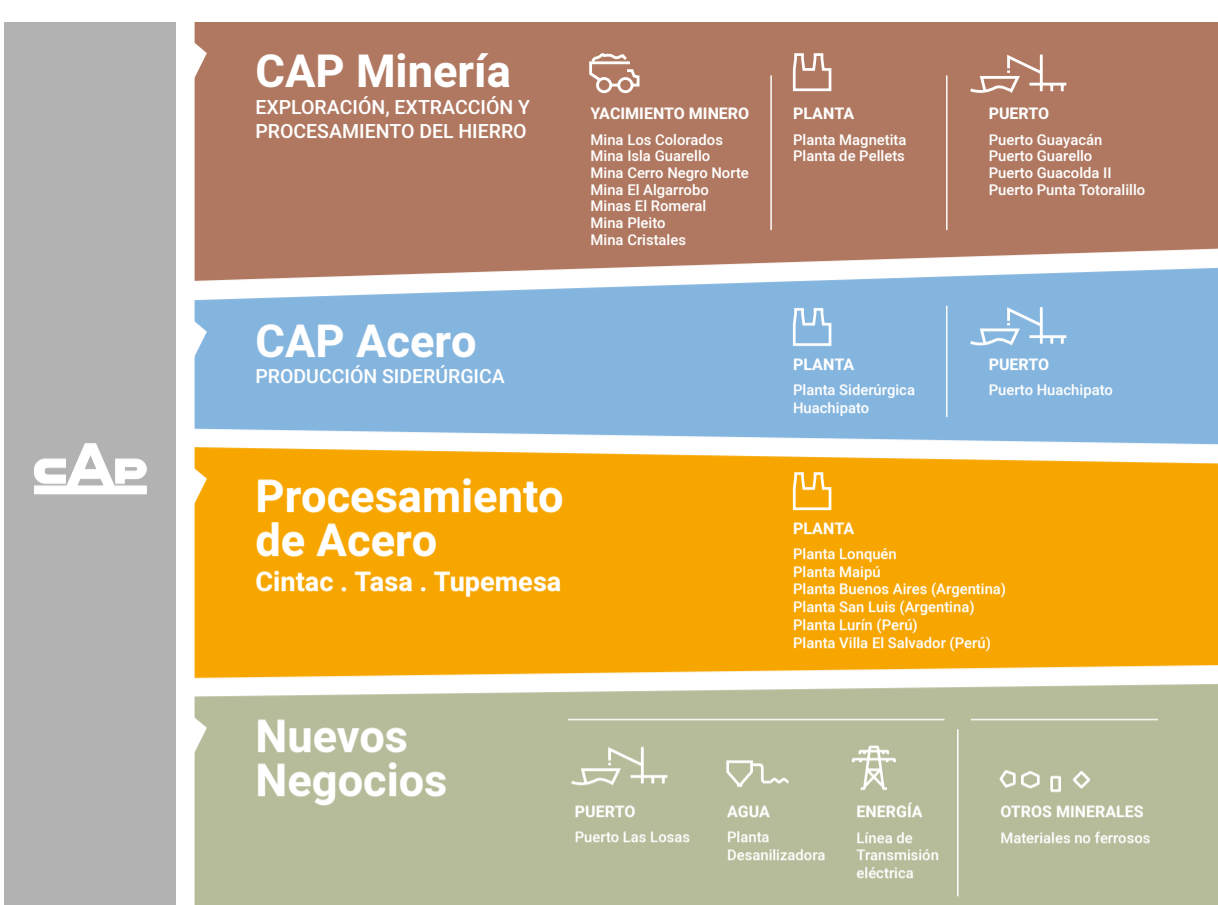 CAP
CAP Minería
EXPLORACIÓN, EXTRACCIÓN Y
PROCESAMIENTO DEL HIERRO
YACIMIENTO MINERO
Mina Los Colorados
Mina Isla Guarello
Mina Cerro Negro Norte
Mina El Algarrobo
Minas El Romeral
Mina Pleito
Mina Cristales
PLANTA
Planta Magnetita
Planta de Pellets
PUERTO
Puerto Guayacán
Puerto Guarello
Puerto Guacolda II
Puerto Punta Totoralillo
CAP Acero
PRODUCCIÓN SIDERÚRGICA
PLANTA
Planta Siderúrgica
Huachipato
PUERTO
Puerto Huachipato
Procesamiento
de Acero
Cintac . Tasa . Tupemesa
PLANTA
Planta Lonquén
Planta Maipú
Planta Buenos Aires (Argentina)
Planta San Luis (Argentina)
Planta Lurín (Perú)
Planta Villa El Salvador (Perú)
Nuevos
Negocios
PUERTO
Puerto Las Losas
AGUA
Planta
Desanilizadora
ENERGÍA
Línea de
Transmisión
eléctrica
OTROS MINERALES
Materiales no ferrosos